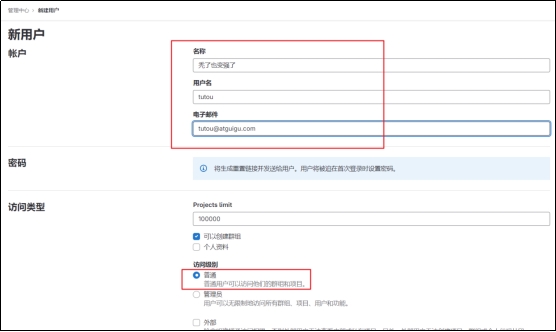 管理中心 › 新建用户
新用户
帐户
名称
秃了也变强了
用户名
tutou
电子邮件
tutou@atguigu.com
密码
将生成重置链接并发送给用户。用户将被迫在首次登录时设置密码。
访问类型
Projects limit
100000
可以创建群组
个人资料
访问级别
普通
普通用户可以访问他们的群组和项目。
管理员
用户可以无限制地访问所有群组、项目、用户和功能。
外部